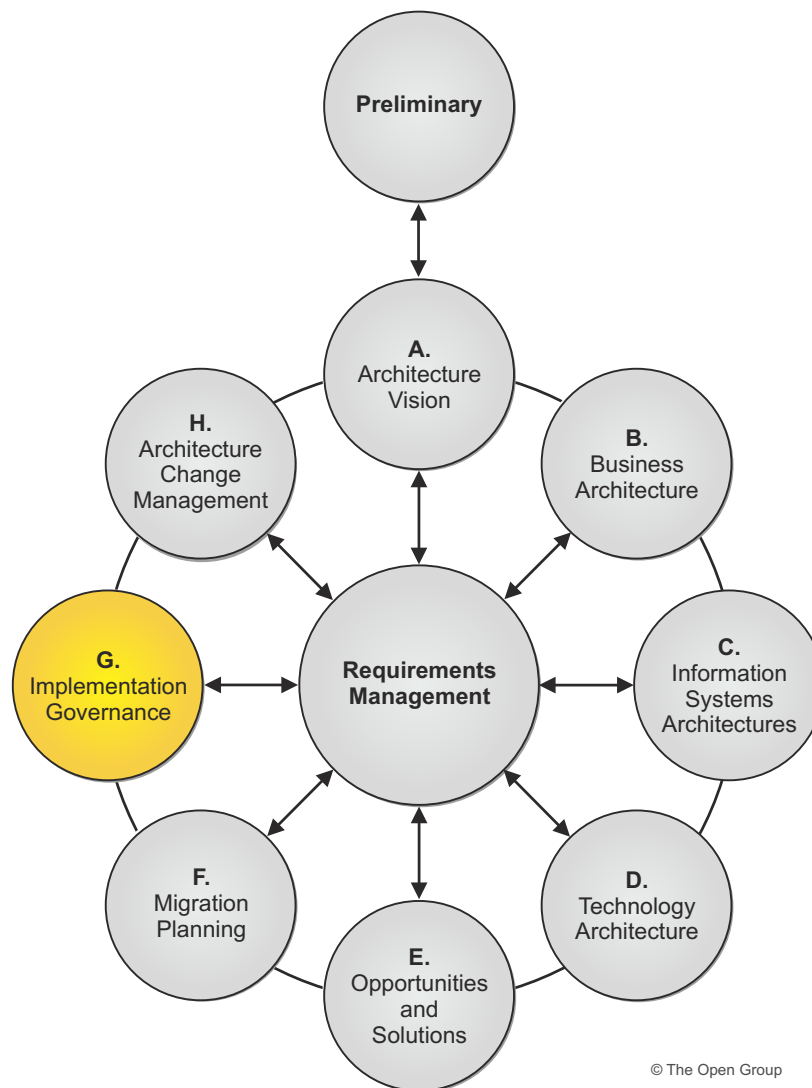 Preliminary
A.
Architecture
Vision
B.
Business
Architecture
C.
Information
Systems
Architectures
D.
Technology
Architecture
E.
Opportunities
and
Solutions
F.
Migration
Planning
G.
Implementation
Governance
H.
Architecture
Change
Management
Requirements
Management
© The Open Group